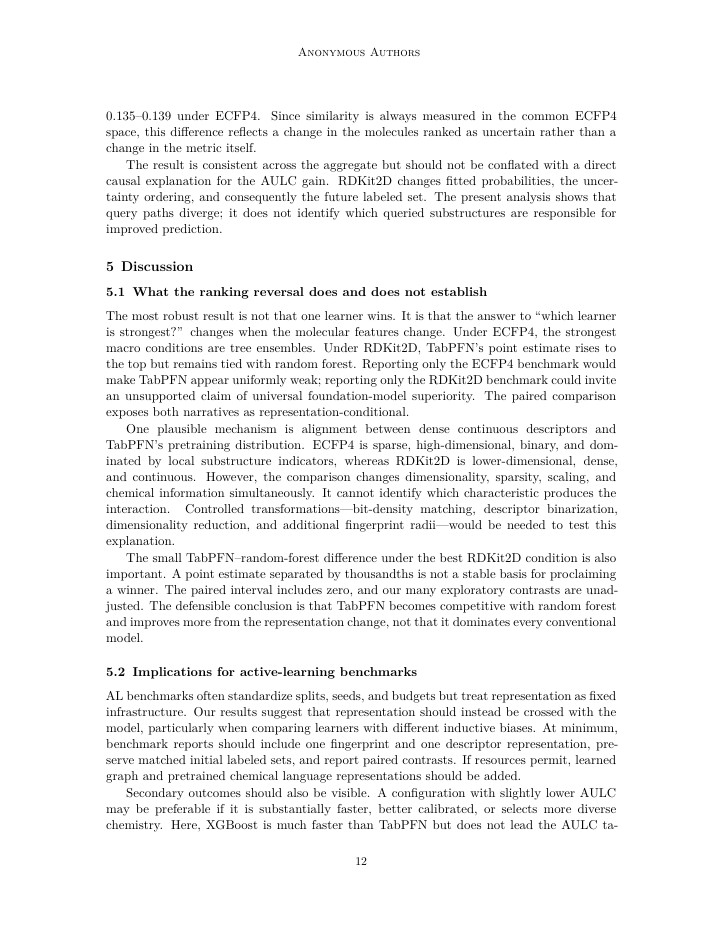 Anonymous Authors
0.135–0.139 under ECFP4. Since similarity is always measured in the common ECFP4
space, this difference reflects a change in the molecules ranked as uncertain rather than a
change in the metric itself.
The result is consistent across the aggregate but should not be conflated with a direct
causal explanation for the AULC gain. RDKit2D changes fitted probabilities, the uncer-
tainty ordering, and consequently the future labeled set. The present analysis shows that
query paths diverge; it does not identify which queried substructures are responsible for
improved prediction.
5 Discussion
5.1 What the ranking reversal does and does not establish
The most robust result is not that one learner wins. It is that the answer to “which learner
is strongest?” changes when the molecular features change. Under ECFP4, the strongest
macro conditions are tree ensembles. Under RDKit2D, TabPFN’s point estimate rises to
the top but remains tied with random forest. Reporting only the ECFP4 benchmark would
make TabPFN appear uniformly weak; reporting only the RDKit2D benchmark could invite
an unsupported claim of universal foundation-model superiority. The paired comparison
exposes both narratives as representation-conditional.
One plausible mechanism is alignment between dense continuous descriptors and
TabPFN’s pretraining distribution. ECFP4 is sparse, high-dimensional, binary, and dom-
inated by local substructure indicators, whereas RDKit2D is lower-dimensional, dense,
and continuous. However, the comparison changes dimensionality, sparsity, scaling, and
chemical information simultaneously. It cannot identify which characteristic produces the
interaction. Controlled transformations—bit-density matching, descriptor binarization,
dimensionality reduction, and additional fingerprint radii—would be needed to test this
explanation.
The small TabPFN–random-forest difference under the best RDKit2D condition is also
important. A point estimate separated by thousandths is not a stable basis for proclaiming
a winner. The paired interval includes zero, and our many exploratory contrasts are unad-
justed. The defensible conclusion is that TabPFN becomes competitive with random forest
and improves more from the representation change, not that it dominates every conventional
model.
5.2 Implications for active-learning benchmarks
AL benchmarks often standardize splits, seeds, and budgets but treat representation as fixed
infrastructure. Our results suggest that representation should instead be crossed with the
model, particularly when comparing learners with different inductive biases. At minimum,
benchmark reports should include one fingerprint and one descriptor representation, pre-
serve matched initial labeled sets, and report paired contrasts. If resources permit, learned
graph and pretrained chemical language representations should be added.
Secondary outcomes should also be visible. A configuration with slightly lower AULC
may be preferable if it is substantially faster, better calibrated, or selects more diverse
chemistry. Here, XGBoost is much faster than TabPFN but does not lead the AULC ta-
12